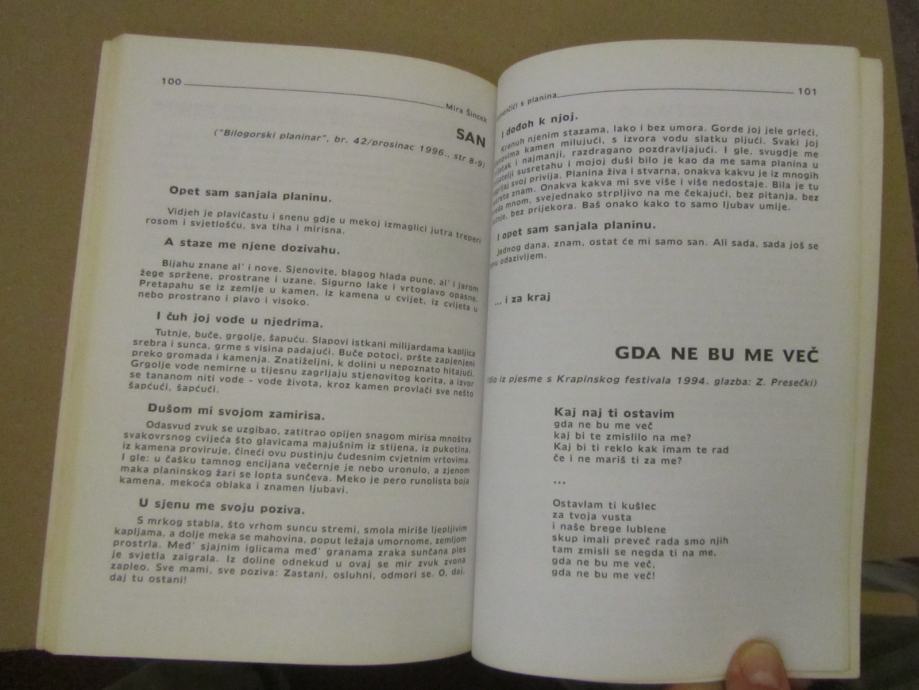 100
Mira Šincek
SAN
("Bilogorski planinar", br. 42/prosinac 1996., str 8-9)
Opet sam sanjala planinu.
Vidjeh je plavičastu i snenu gdje u mekoj izmaglici jutra treperi
rosom i svjetlošću, sva tiha i mirisna.
A staze me njene dozivahu.
Bijahu znane al' i nove. Sjenovite, blagog hlada pune, al' i jarom
žege spržene, prostrane i uzane. Sigurno lake i vrtoglavo opasne.
Pretapahu se iz zemlje u kamen, iz kamena u cvijet, iz cvijeta u
nebo prostrano i plavo i visoko.
I čuh joj vode u njedrima.
Tutnje, buče, grgolje, šapuću. Slapovi istkani milijardama kapljica
srebra i sunca, grme s visina padajući. Buče potoci, pršte zapjenjeni
preko gromada i kamenja. Znatiželjni, k dolini u nepoznato hitajući.
Grgolje vode nemirne u tijesnu zagrljaju stjenovitog korita, a izvor
se tananom niti vode - vode života, kroz kamen provlači sve nešto
šapćući, šapćući.
Dušom mi svojom zamirisa.
Odasvud zvuk se uzgibao, zatitrao opijen snagom mirisa mnoštva
svakovrsnog cvijeća što glavicama majušnim iz stijena, iz pukotina,
iz kamena proviruje, čineći ovu pustinju čudesnim cvjetnim vrtovima.
I gle: u čašku tamnog encijana večernje je nebo uronulo, a zjenom
maka planinskog žari se lopta sunčeva. Meko je pero runolista boja
kamena, mekoća oblaka i znamen ljubavi.
U sjenu me svoju poziva.
S mrkog stabla, što vrhom suncu stremi, smola miriše ljepljivim
kapljama, a dolje meka se mahovina, poput ležaja umornome, zemljom
prostrla. Međ' sjajnim iglicama međ' granama zraka sunčana ples
je svjetla zaigrala. Iz doline odnekud u ovaj se mir zvuk zvona
zapleo. Sve mami, sve poziva: Zastani, osluhni, odmori se. O, daj,
daj tu ostani!
s planina
101
I dođoh k njoj.
Krenuh njenim stazama, lako i bez umora. Gorde joj jele grleći,
kamen milujući, s izvora vodu slatku pijući. Svaki joj
i najmanji, razdragano pozdravljajući. I gle, svugdje me
susretahu i mojoj duši bilo je kao da me sama planina u
svoj privija. Planina živa i stvarna, onakva kakvu je iz mnogih
znam. Onakva kakva mi sve više i više nedostaje. Bila je tu
mnom, svejednako strpljivo na me čekajući, bez pitanja, bez
bez prijekora. Baš onako kako to samo ljubav umije.
I opet sam sanjala planinu.
Jednog dana, znam, ostat će mi samo san. Ali sada, sada još se
odazivljem.
... i za kraj
GDA NE BU ME VEČ
iz pjesme s Krapinskog festivala 1994. glazba: Z. Presečki)
Kaj naj ti ostavim
gda ne bu me več
kaj bi te zmislilo na me?
Kaj bi ti reklo kak imam te rad
če i ne mariš ti za me?
...
Ostavlam ti kušlec
za tvoja vusta
i naše brege lublene
skup imali preveč rada smo njih
tam zmisli se negda ti na me,
gda ne bu me več,
gda ne bu me več!